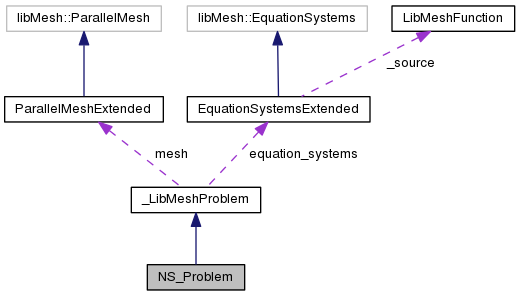 libMesh::ParallelMesh
libMesh::EquationSystems
LibMeshFunction
_source
ParallelMeshExtended
EquationSystemsExtended
mesh
equation_systems
_LibMeshProblem
NS_Problem